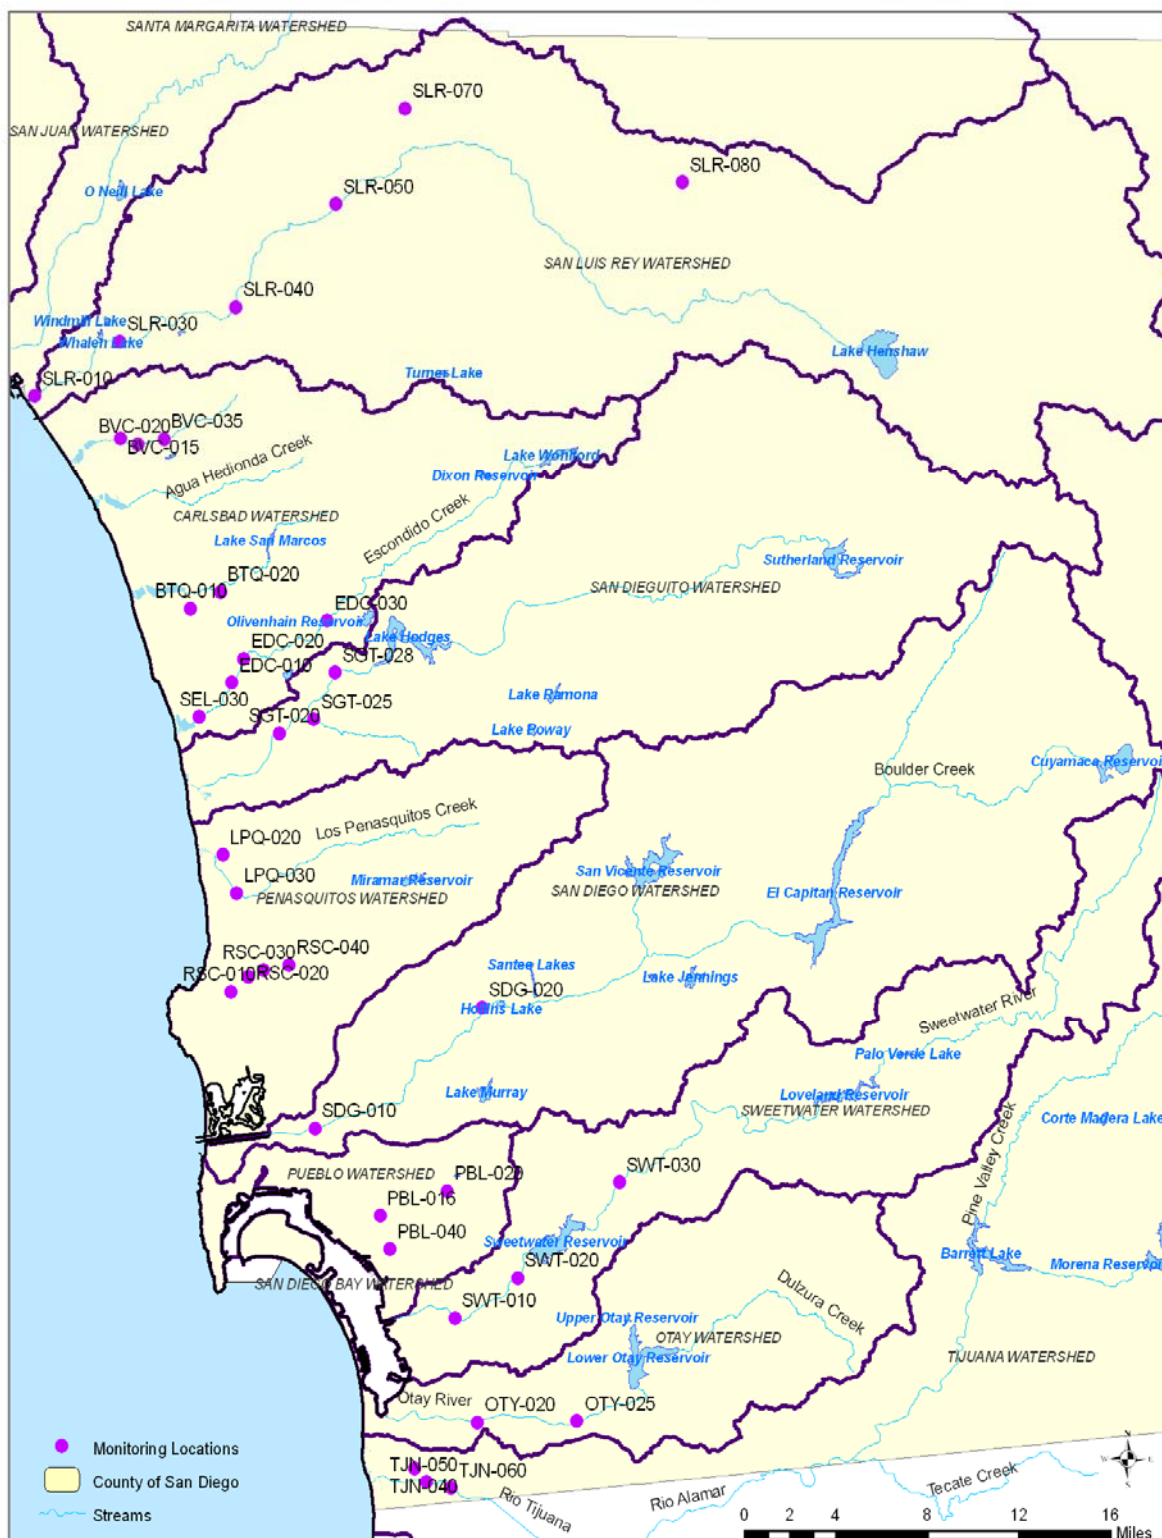 SANTA MARGARITA WATERSHED
SLR-070
SAN JUAN WATERSHED
SLR-080
O Neill Lake
SLR-050
SAN LUIS REY WATERSHED
SLR-040
Windmill Lake
SLR-030
Whalen Lake
Lake Henshaw
Turner Lake
SLR-010
BVC-020
BVC-035
BVC-015
Agua Hedionda Creek
Lake Wohlford
Dixon Reservoir
CARLSBAD WATERSHED
Escondido Creek
Lake San Marcos
Sutherland Reservoir
BTQ-020
BTQ-010
SAN DIEGUITO WATERSHED
EDC-030
Olivenhain Reservoir
EDC-020
Lake Hodges
SGT-028
EDC-010
SEL-030
SGT-025
Lake Ramona
SGT-020
Lake Poway
Cuyamaca Reservoir
Boulder Creek
Los Penasquitos Creek
LPQ-020
LPQ-030
Miramar Reservoir
San Vicente Reservoir
PENASQUITOS WATERSHED
SAN DIEGO WATERSHED
El Capitan Reservoir
RSC-030
RSC-040
RSC-010
RSC-020
Santee Lakes
Lake Jennings
SDG-020
Hollins Lake
Sweetwater River
Palo Verde Lake
Lake Murray
Loveland Reservoir
SDG-010
SWEETWATER WATERSHED
Corte Madera Lake
Pine Valley Creek
PUEBLO WATERSHED
PBL-020
SWT-030
PBL-016
PBL-040
Sweetwater Reservoir
Barrett Lake
Morena Reservoir
SWT-020
SAN DIEGO BAY WATERSHED
SWT-010
Dulzura Creek
Upper Otay Reservoir
OTAY WATERSHED
Lower Otay Reservoir
TIJUANA WATERSHED
Otay River
OTY-020
OTY-025
Monitoring Locations
TJN-050
TJN-060
TJN-040
County of San Diego
Rio Tijuana
Rio Alamar
Tecate Creek
Streams
N
W E
S
0 2 4 8 12 16
Miles